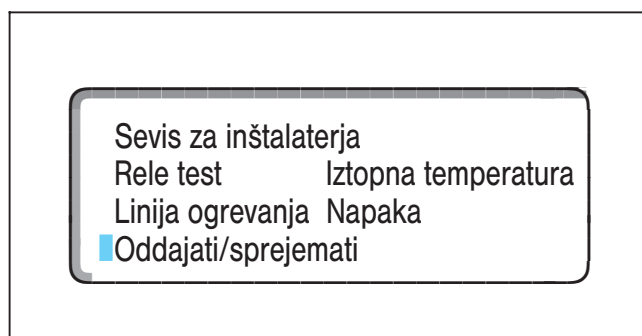 Sevis za inštalaterja
Rele test Iztopna temperatura
Linija ogrevanja Napaka
Oddajati/sprejemati